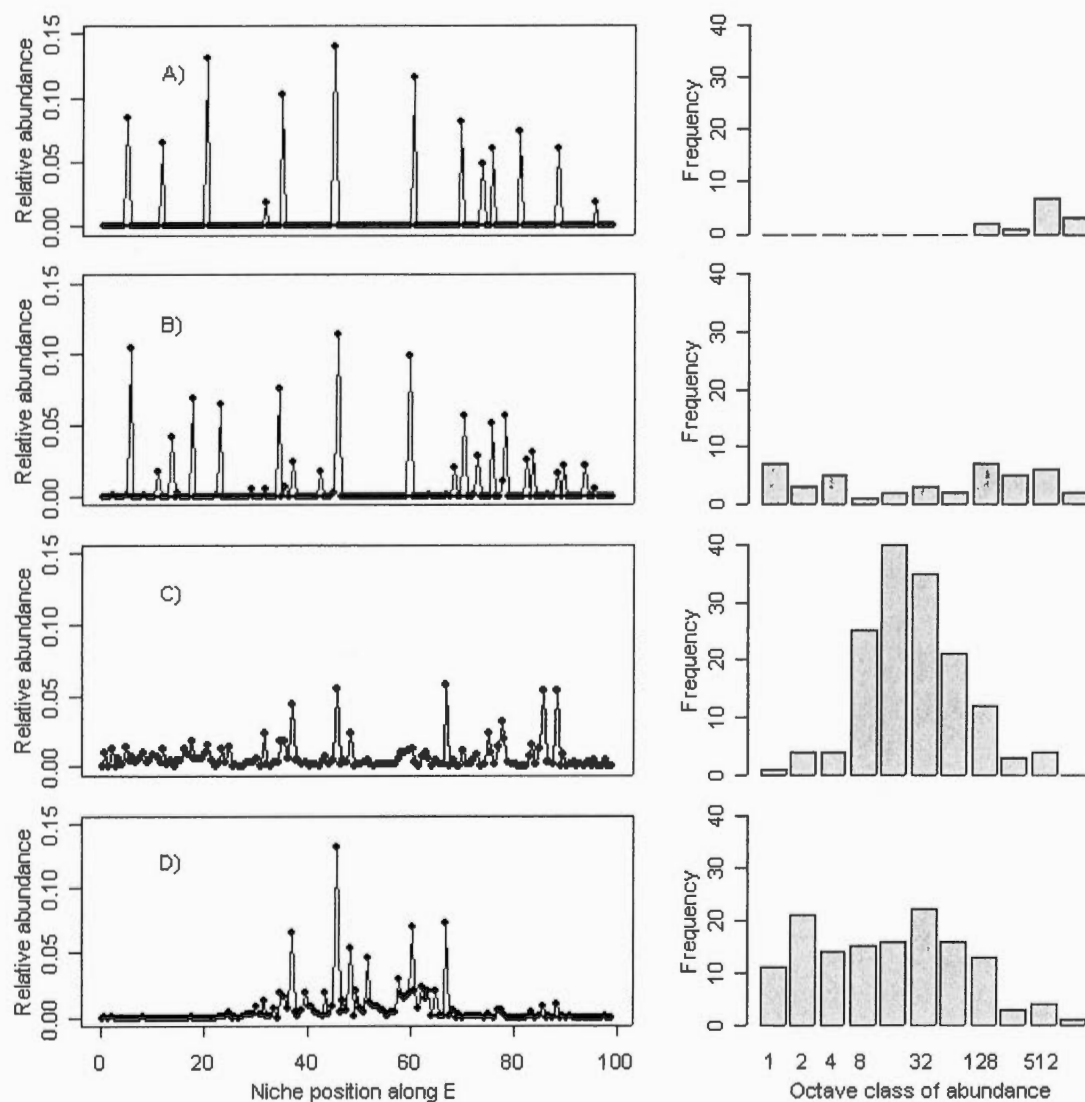 A)
Relative abundance
0.00 0.05 0.10 0.15
Frequency
0 10 20 30 40
B)
Relative abundance
0.00 0.05 0.10 0.15
Frequency
0 10 20 30 40
C)
Relative abundance
0.00 0.05 0.10 0.15
Frequency
0 10 20 30 40
D)
Relative abundance
0.00 0.05 0.10 0.15
Frequency
0 10 20 30 40
0 20 40 60 80 100
Niche position along E
1 2 4 8 32 128 512
Octave class of abundance